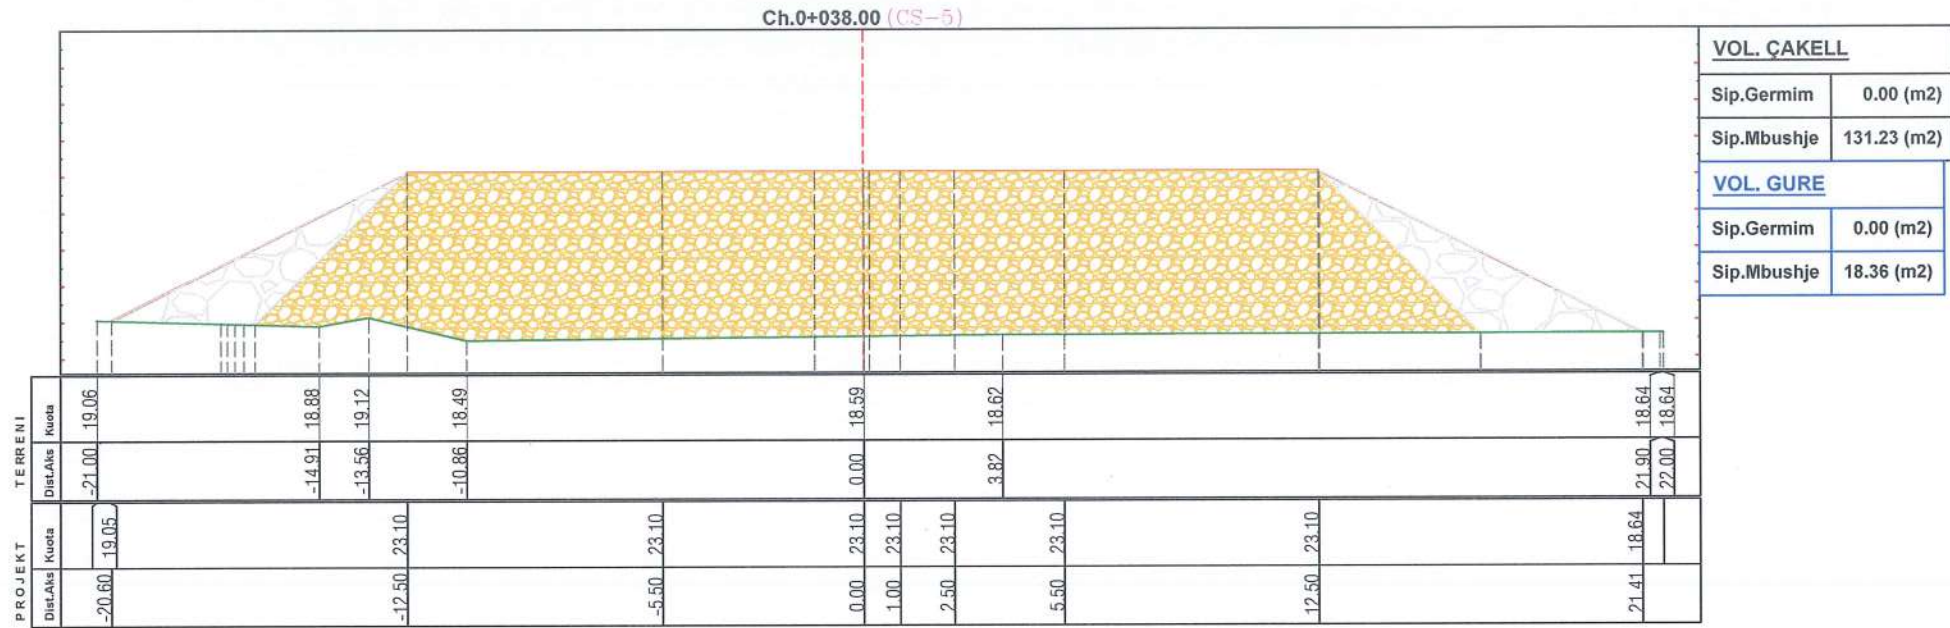 Ch.0+038.00 (CS-5)
VOL. ÇAKELL
Sip.Germim 0.00 (m2)
Sip.Mbushje 131.23 (m2)
VOL. GURE
Sip.Germim 0.00 (m2)
Sip.Mbushje 18.36 (m2)
TERRENI
Kuota 19.06 18.88 19.12 18.49 18.59 18.62 18.64 18.64
Dist.Aks -21.00 -14.91 -13.56 -10.86 0.00 3.82 21.90 22.00
PROJEKT
Kuota 19.05 23.10 23.10 23.10 23.10 23.10 23.10 23.10 18.64
Dist.Aks -20.60 -12.50 -5.50 0.00 1.00 2.50 5.50 12.50 21.41